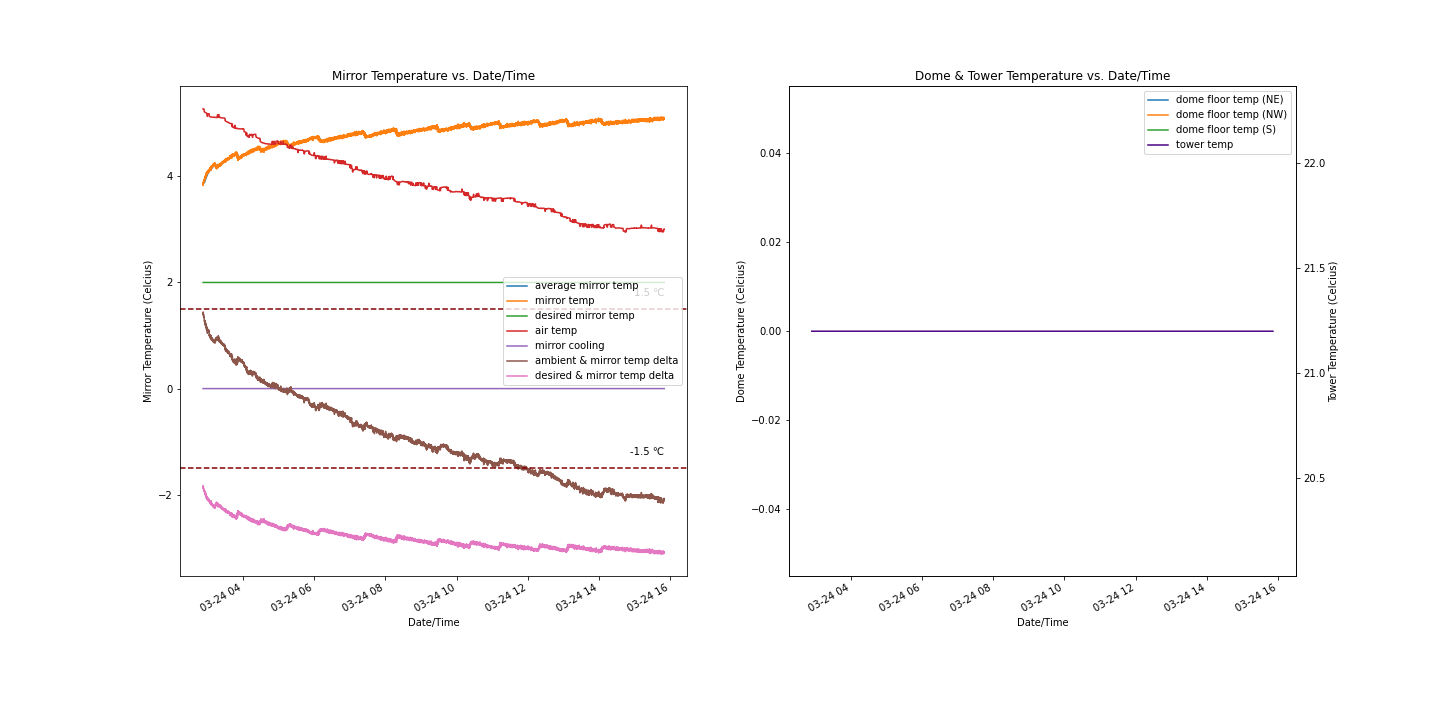 Mirror Temperature vs. Date/Time
Mirror Temperature (Celcius)
4
2
0
−2
1.5 °C
-1.5 °C
average mirror temp
mirror temp
desired mirror temp
air temp
mirror cooling
ambient & mirror temp delta
desired & mirror temp delta
03-24 04
03-24 06
03-24 08
03-24 10
03-24 12
03-24 14
03-24 16
Date/Time
Dome & Tower Temperature vs. Date/Time
Dome Temperature (Celcius)
0.04
0.02
0.00
−0.02
−0.04
dome floor temp (NE)
dome floor temp (NW)
dome floor temp (S)
tower temp
22.0
21.5
21.0
20.5
Tower Temperature (Celcius)
03-24 04
03-24 06
03-24 08
03-24 10
03-24 12
03-24 14
03-24 16
Date/Time